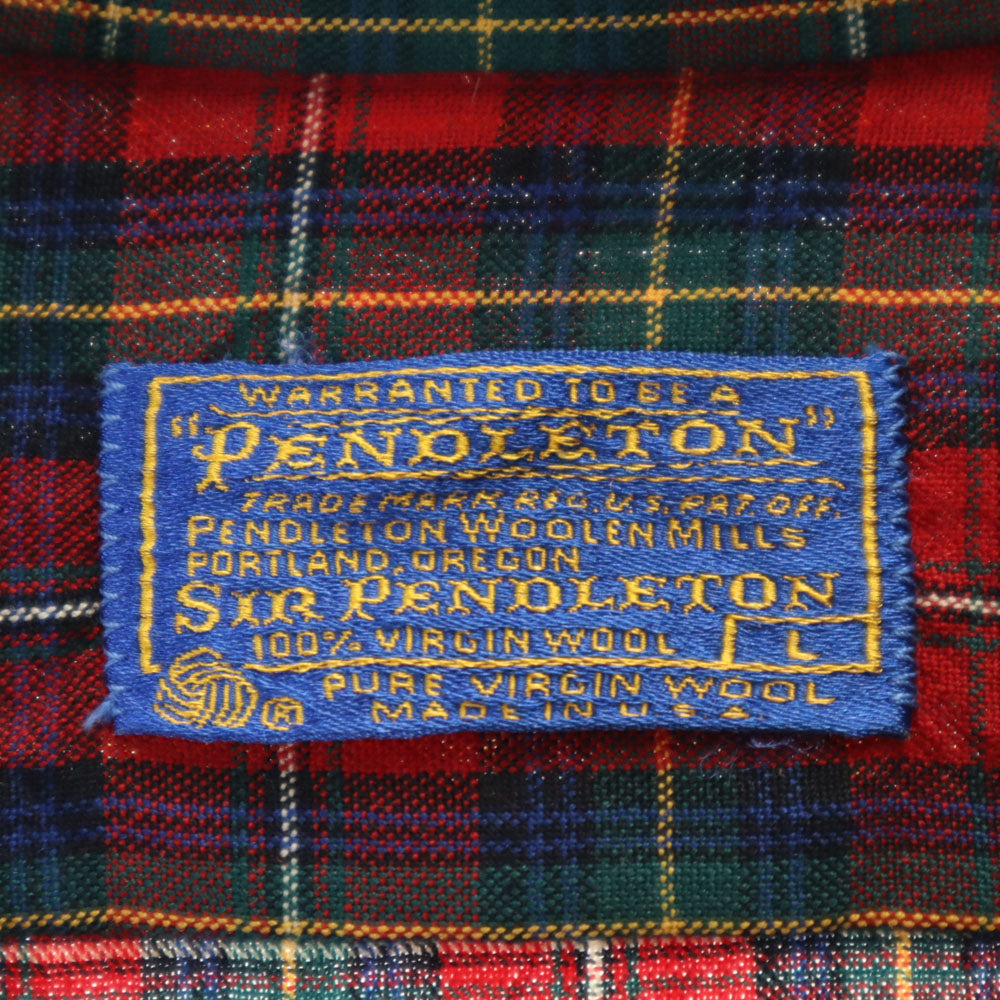 WARRANTED TO BE A
"PENDLETON"
TRADE MARK REG. U.S. PAT. OFF.
PENDLETON WOOLEN MILLS
PORTLAND, OREGON
SIR PENDLETON
100% VIRGIN WOOL L
PURE VIRGIN WOOL
® MADE IN U.S.A.